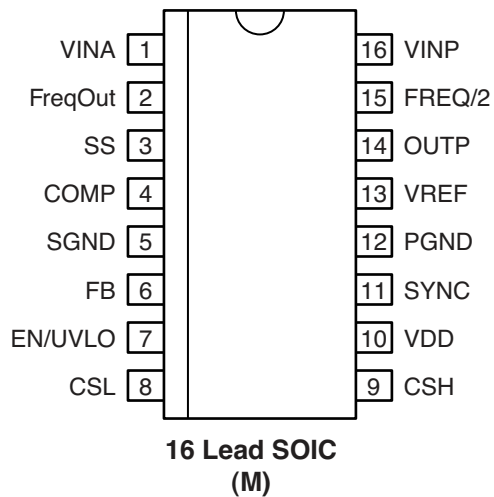 VINA 1 16 VINP
FreqOut 2 15 FREQ/2
SS 3 14 OUTP
COMP 4 13 VREF
SGND 5 12 PGND
FB 6 11 SYNC
EN/UVLO 7 10 VDD
CSL 8 9 CSH
16 Lead SOIC
(M)